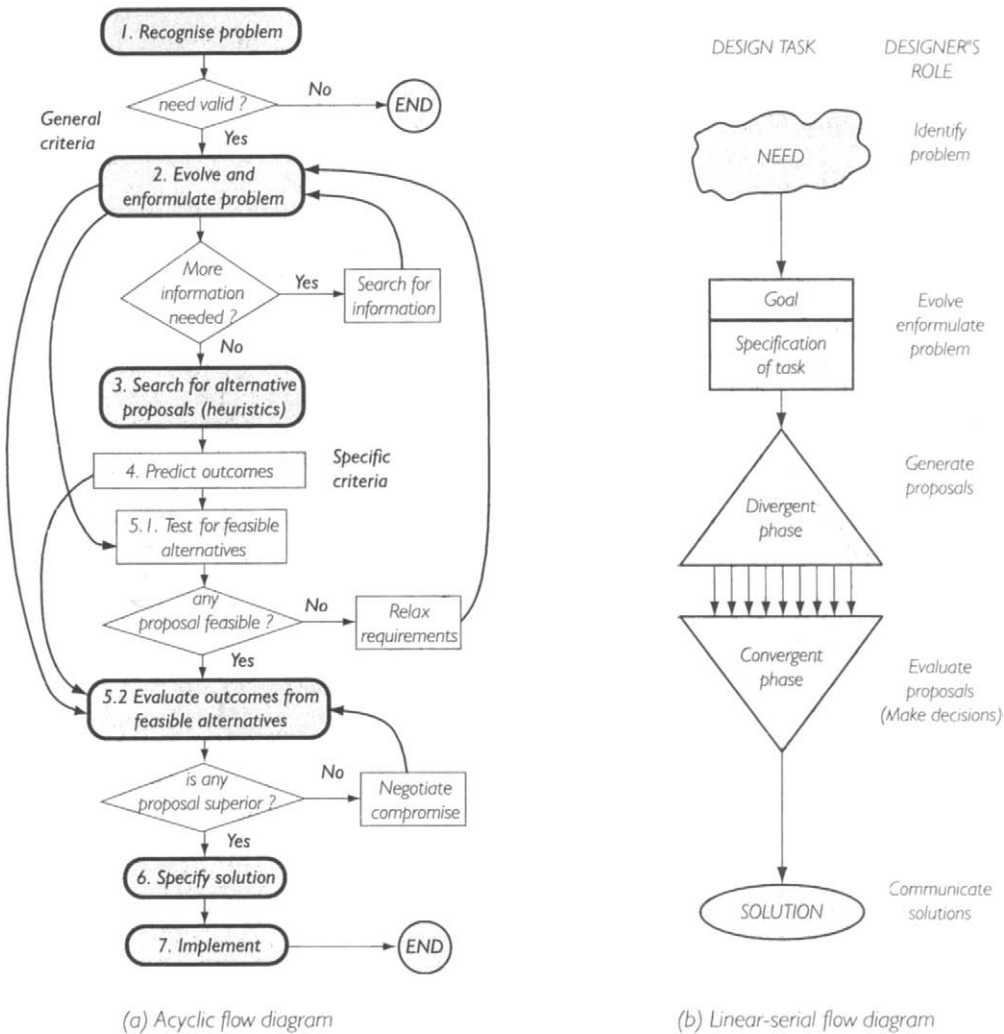 1. Recognise problem
need valid ?
No
END
General
criteria
Yes
2. Evolve and
enformulate problem
More
information
needed ?
Yes
Search for
information
No
3. Search for alternative
proposals (heuristics)
4. Predict outcomes
Specific
criteria
5.1. Test for feasible
alternatives
any
proposal feasible ?
No
Relax
requirements
Yes
5.2 Evaluate outcomes from
feasible alternatives
is any
proposal superior ?
No
Negotiate
compromise
Yes
6. Specify solution
7. Implement
END
(a) Acyclic flow diagram
DESIGN TASK
DESIGNER"S
ROLE
NEED
Identify
problem
Goal
Specification
of task
Evolve
enformulate
problem
Divergent
phase
Generate
proposals
Convergent
phase
Evaluate
proposals
(Make decisions)
SOLUTION
Communicate
solutions
(b) Linear-serial flow diagram